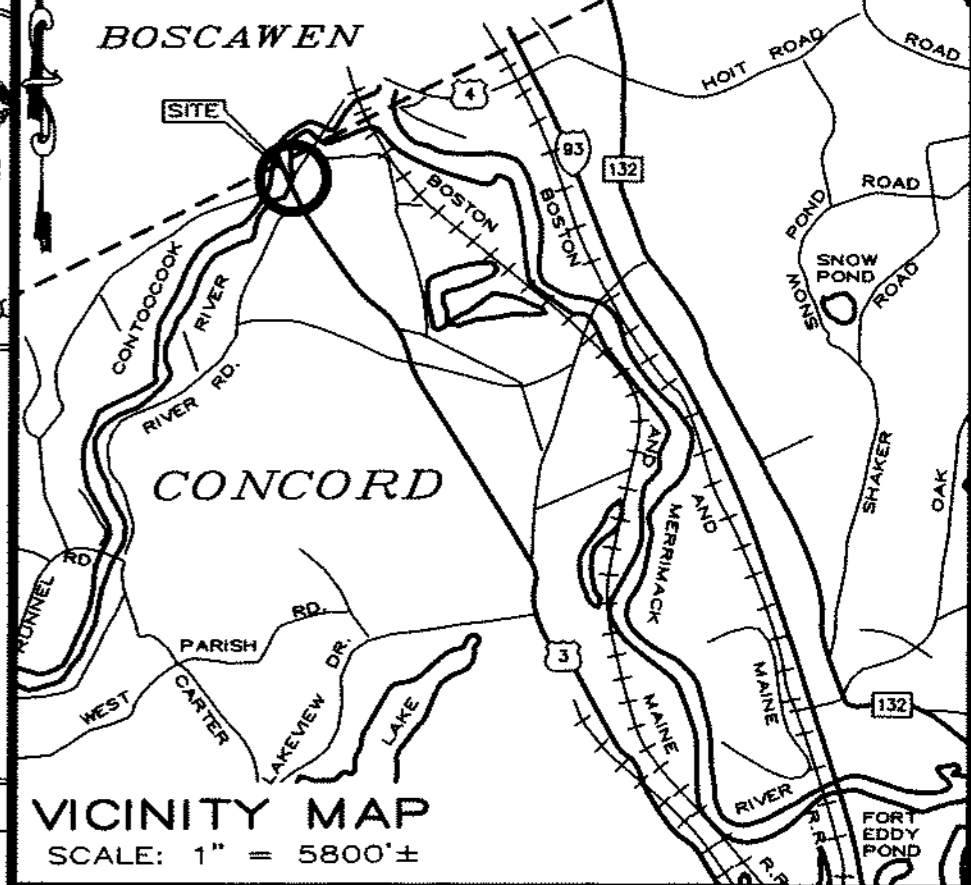 BOSCAWEN
SITE
4
93
132
HOIT ROAD
ROAD
BOSTON
BOSTON
POND
ROAD
SNOW
SNOW
POND
ROAD
CONTOOCOOK
RIVER
RIVER RD.
CONCORD
AND
AND
MERRIMACK
SHAKER
OAK
RUNNEL
RD
PARISH
RD.
WEST
CARTER
LAKEVIEW
DR.
LAKE
3
MAINE
MAINE
132
RIVER
R.R.
R.R.
FORT
EDDY
POND
VICINITY MAP
SCALE: 1" = 5800'±